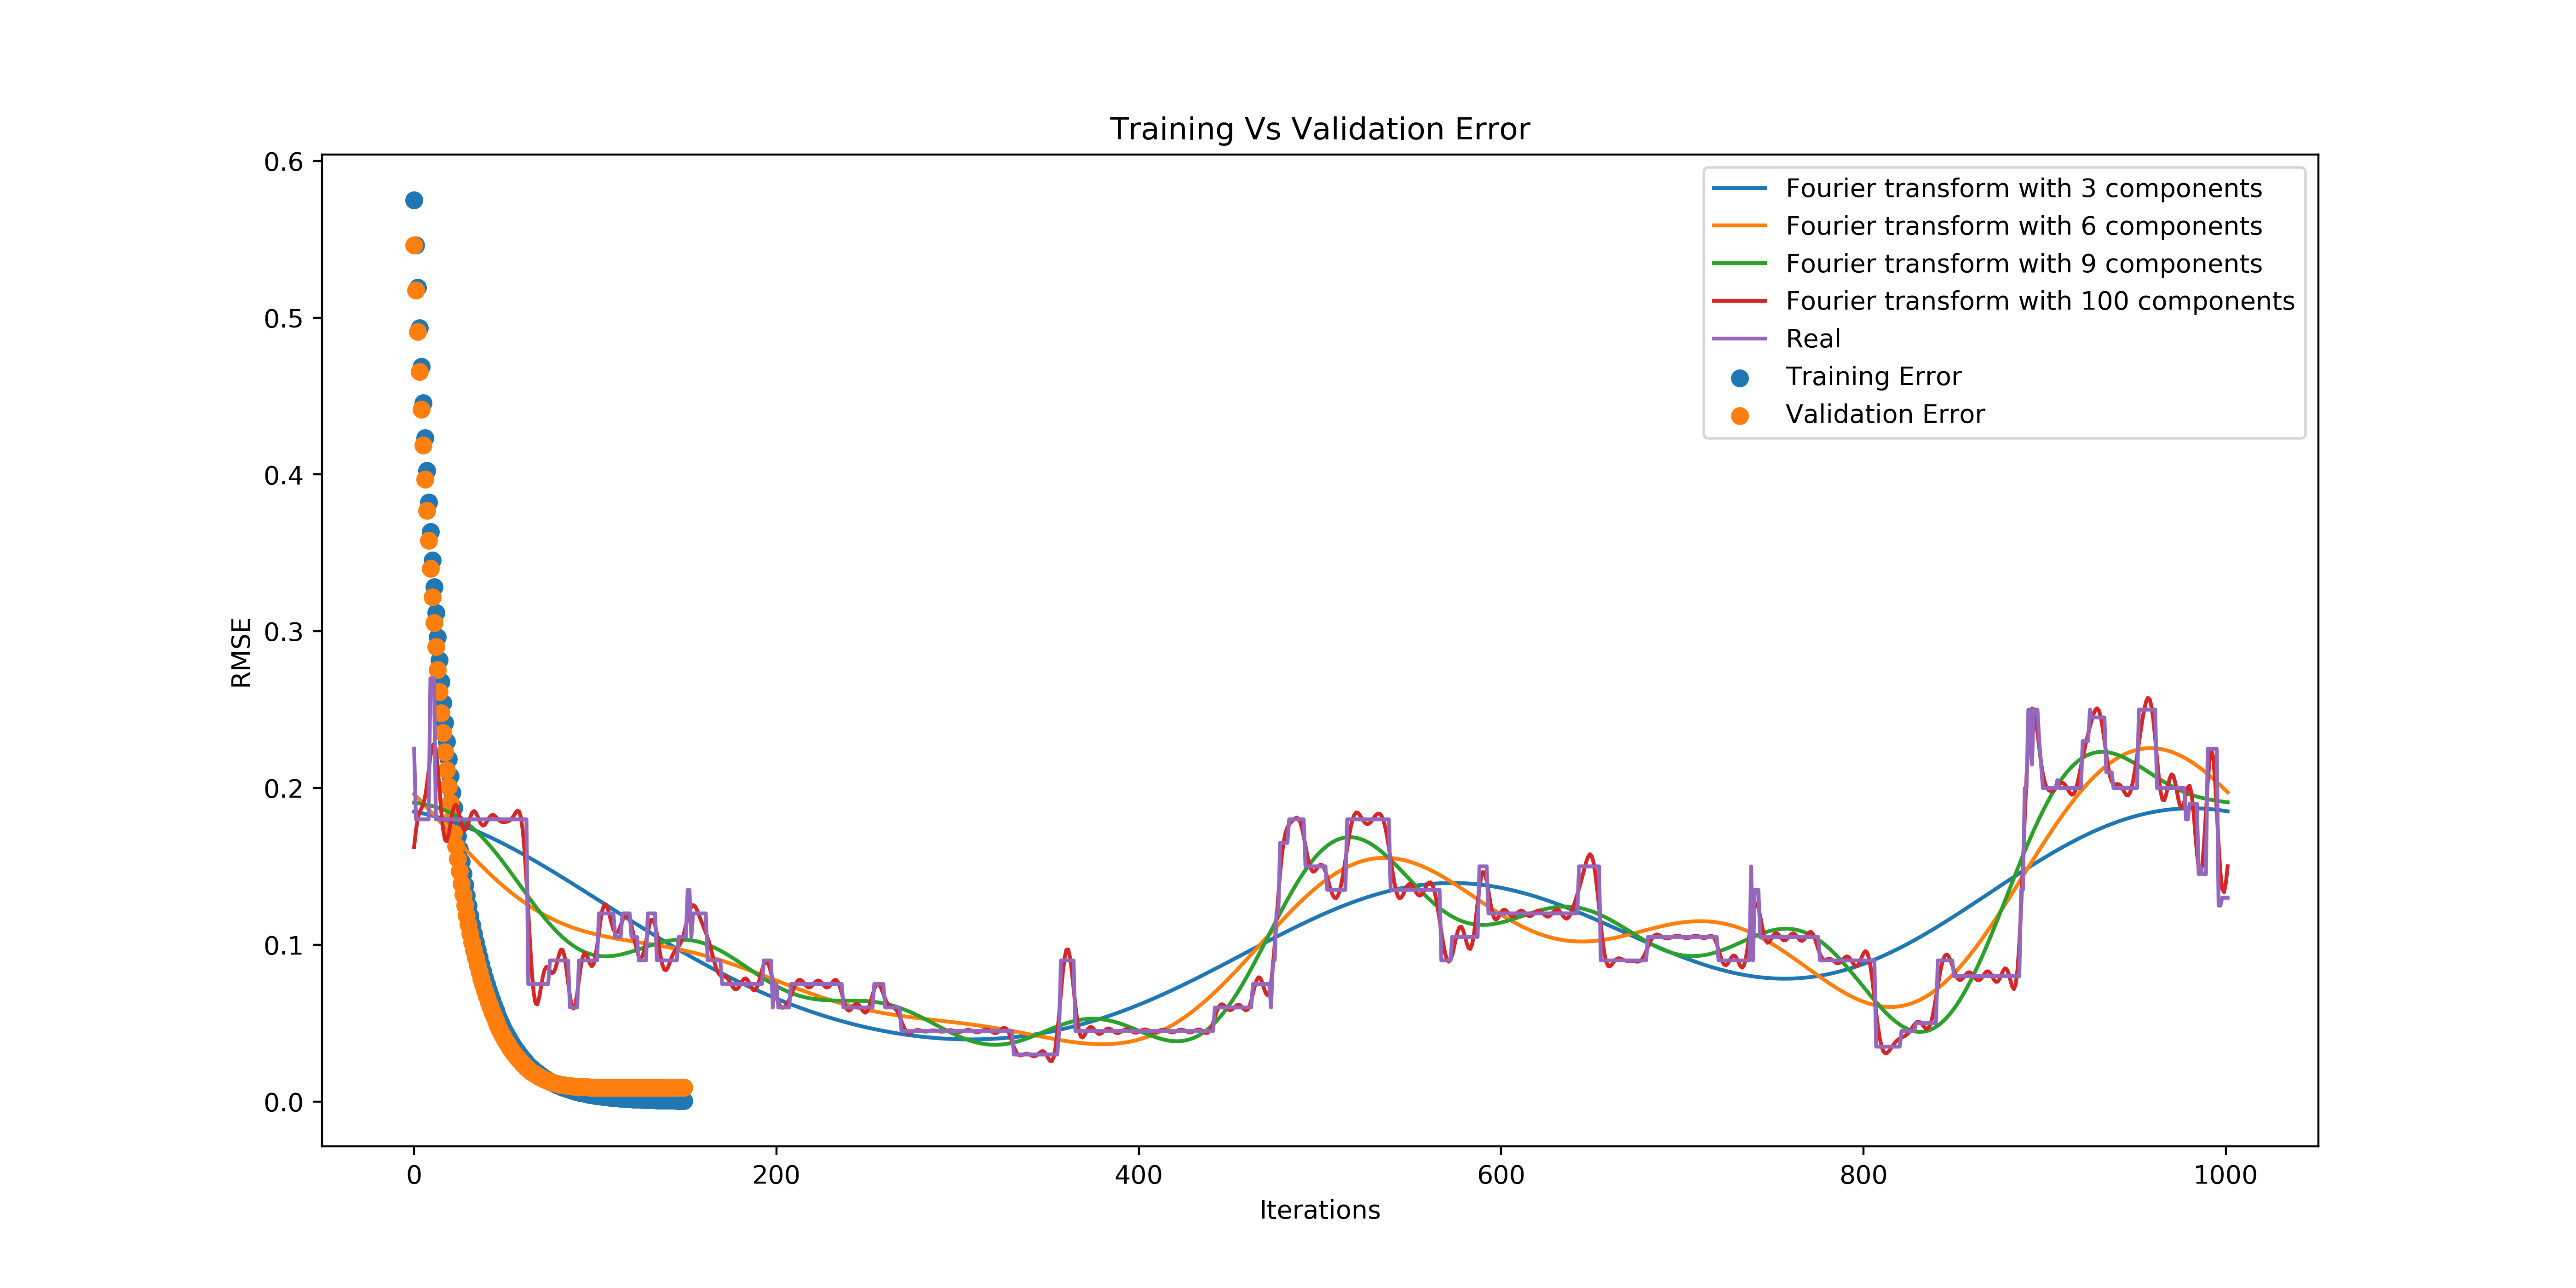 Training Vs Validation Error
0.6
0.5
0.4
0.3
0.2
0.1
0.0
RMSE
Fourier transform with 3 components
Fourier transform with 6 components
Fourier transform with 9 components
Fourier transform with 100 components
Real
Training Error
Validation Error
0 200 400 600 800 1000
Iterations